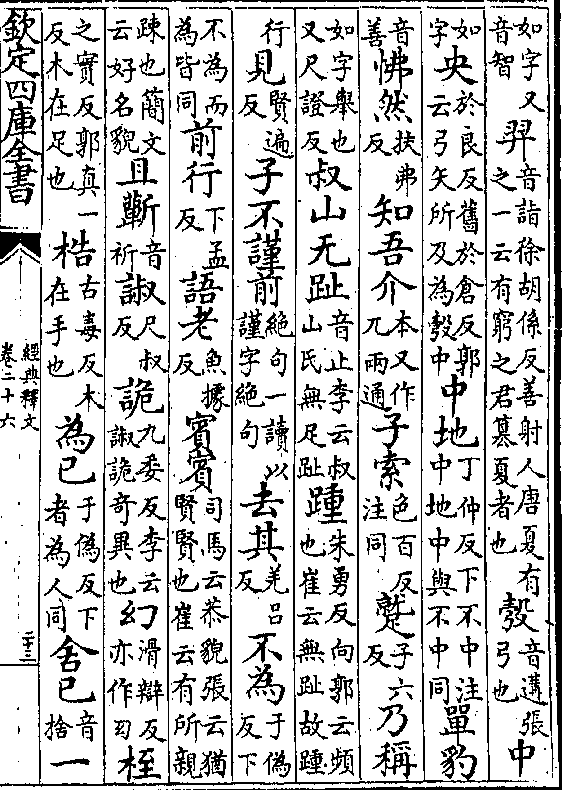 如字又音智羿音詣徐胡係反善射人唐夏有之一云有窮之君篡夏者也彀音遘張弓也中
如字央於良反舊於倉反郭云弓矢所及為彀中中地丁仲反下不中注中地中與不中同單豹
音善怫然扶弗反知吾介本又作兀兩通子索色百反注同蹵子六反乃稱
如字舉也又尺證反叔山无趾音止李云叔山氏無足趾踵朱勇反向郭云頻也崔云無趾故踵
行見賢遍反子不謹前絕句一讀以謹字絕句去其羌呂反不為于偽反下
不為而為皆同前行下孟反語老魚據反賓賓司馬云恭貌張云猶賢賢也崔云有所親
疎也簡文云好名貌且蘄音祈諔尺叔反詭九委反李云諔詭奇異也幻滑辯反亦作㓜桎
之實反郭真一反木在足也梏古毒反木在手也為已于偽反下者為人同舍已音捨一
欽定四庫全書
經典釋文
卷二十六
二十三